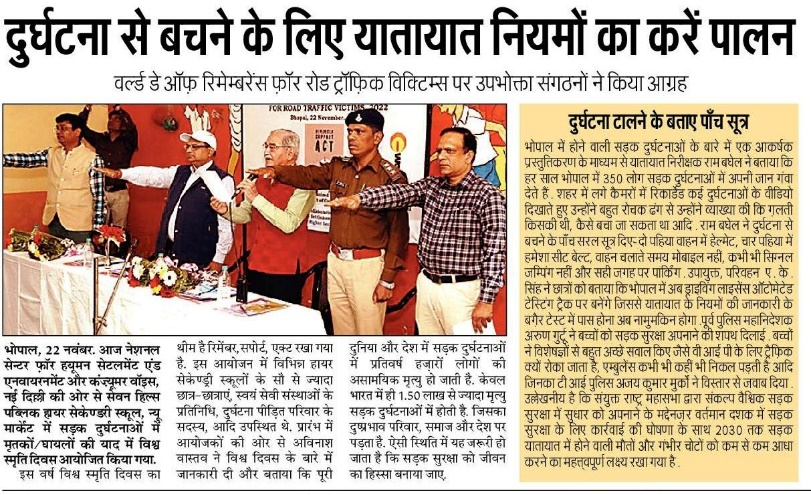 दुर्घटना से बचने के लिए यातायात नियमों का करें पालन
वर्ल्ड डे ऑफ़ रिमेम्बरेंस फ़ॉर रोड ट्रॉफ़िक विक्टिम्स पर उपभोक्ता संगठनों ने किया आग्रह
FOR ROAD TRAFFIC VICTIMS, 2022
Bhopal, 22 November,
REMEMBER
SUPPORT
ACT
भोपाल, 22 नवंबर. आज नेशनल
सेन्टर फ़ॉर हयूमन सेटलमेंट एंड
एनवायरनमेंट और कंज्यूमर वॉइस,
नई दिल्ली की ओर से सेवन हिल्स
पब्लिक हायर सेकेण्डरी स्कूल, न्यू
मार्केट में सड़क दुर्घटनाओं में
मृतकों/घायलों की याद में विश्व
स्मृति दिवस आयोजित किया गया.
इस वर्ष विश्व स्मृति दिवस का
थीम है रिमेंबर,सपोर्ट, एक्ट रखा गया
है. इस आयोजन में विभिन्न हायर
सेकेण्ड्री स्कूलों के सौ से ज्यादा
छात्र-छात्राएं, स्वयं सेवी संस्थाओं के
प्रतिनिधि, दुर्घटना पीड़ित परिवार के
सदस्य, आदि उपस्थित थे. प्रारंभ में
आयोजकों की ओर से अविनाश
वास्तव ने विश्व दिवस के बारे में
जानकारी दी और बताया कि पूरी
दुनिया और देश में सड़क दुर्घटनाओं
में प्रतिवर्ष हजा़रों लोगों की
असामयिक मृत्यु हो जाती है. केवल
भारत में ही 1.50 लाख से ज्यादा मृत्यु
सड़क दुर्घटनाओं में होती है. जिसका
दुष्प्रभाव परिवार, समाज और देश पर
पड़ता है. ऐसी स्थिति में यह जरूरी हो
जाता है कि सड़क सुरक्षा को जीवन
का हिस्सा बनाया जाए.
दुर्घटना टालने के बताए पाँच सूत्र
भोपाल में होने वाली सड़क दुर्घटनाओं के बारे में एक आकर्षक
प्रस्तुतिकरण के माध्यम से यातायात निरीक्षक राम बघेल ने बताया कि
हर साल भोपाल में 350 लोग सड़क दुर्घटनाओं में अपनी जान गंवा
देते हैं . शहर में लगे कैमरों में रिकार्डेड कई दुर्घटनाओं के वीडियो
दिखाते हुए उन्होंने बहुत रोचक ढंग से उन्होंने व्याख्या की कि गलती
किसकी थी, कैसे बचा जा सकता था आदि . राम बघेल ने दुर्घटना से
बचने के पाँच सरल सूत्र दिए-दो पहिया वाहन में हेल्मेट, चार पहिया में
हमेशा सीट बेल्ट, वाहन चलाते समय मोबाइल नहीं, कभी भी सिग्नल
जम्पिंग नहीं और सही जगह पर पार्किंग . उपायुक्त, परिवहन ए . के .
सिंह ने छात्रों को बताया कि भोपाल में अब ड्राइविंग लाइसेंस ऑटोमेटेड
टेस्टिंग ट्रैक पर बनेंगे जिससे यातायात के नियमों की जानकारी के
बगैर टेस्ट में पास होना अब नामुमकिन होगा .पूर्व पुलिस महानिदेशक
अरुण गुर्टू ने बच्चों को सड़क सुरक्षा अपनाने की शपथ दिलाई . बच्चों
ने विशेषज्ञों से बहुत अच्छे सवाल किए जैसे वी आई पी के लिए ट्रैफिक
क्यों रोका जाता है, एम्बुलेंस कभी भी कहीं भी निकल पड़ती है आदि
जिनका टी आई पुलिस अजय कुमार मुर्को ने विस्तार से जवाब दिया .
उल्लेखनीय है कि संयुक्त राष्ट्र महासभा द्वारा संकल्प वैश्विक सड़क
सुरक्षा में सुधार को अपनाने के मद्देनज़र वर्तमान दशक में सड़क
सुरक्षा के लिए कार्रवाई की घोषणा के साथ 2030 तक सड़क
यातायात में होने वाली मौतों और गंभीर चोटों को कम से कम आधा
करने का महत्त्वपूर्ण लक्ष्य रखा गया है .